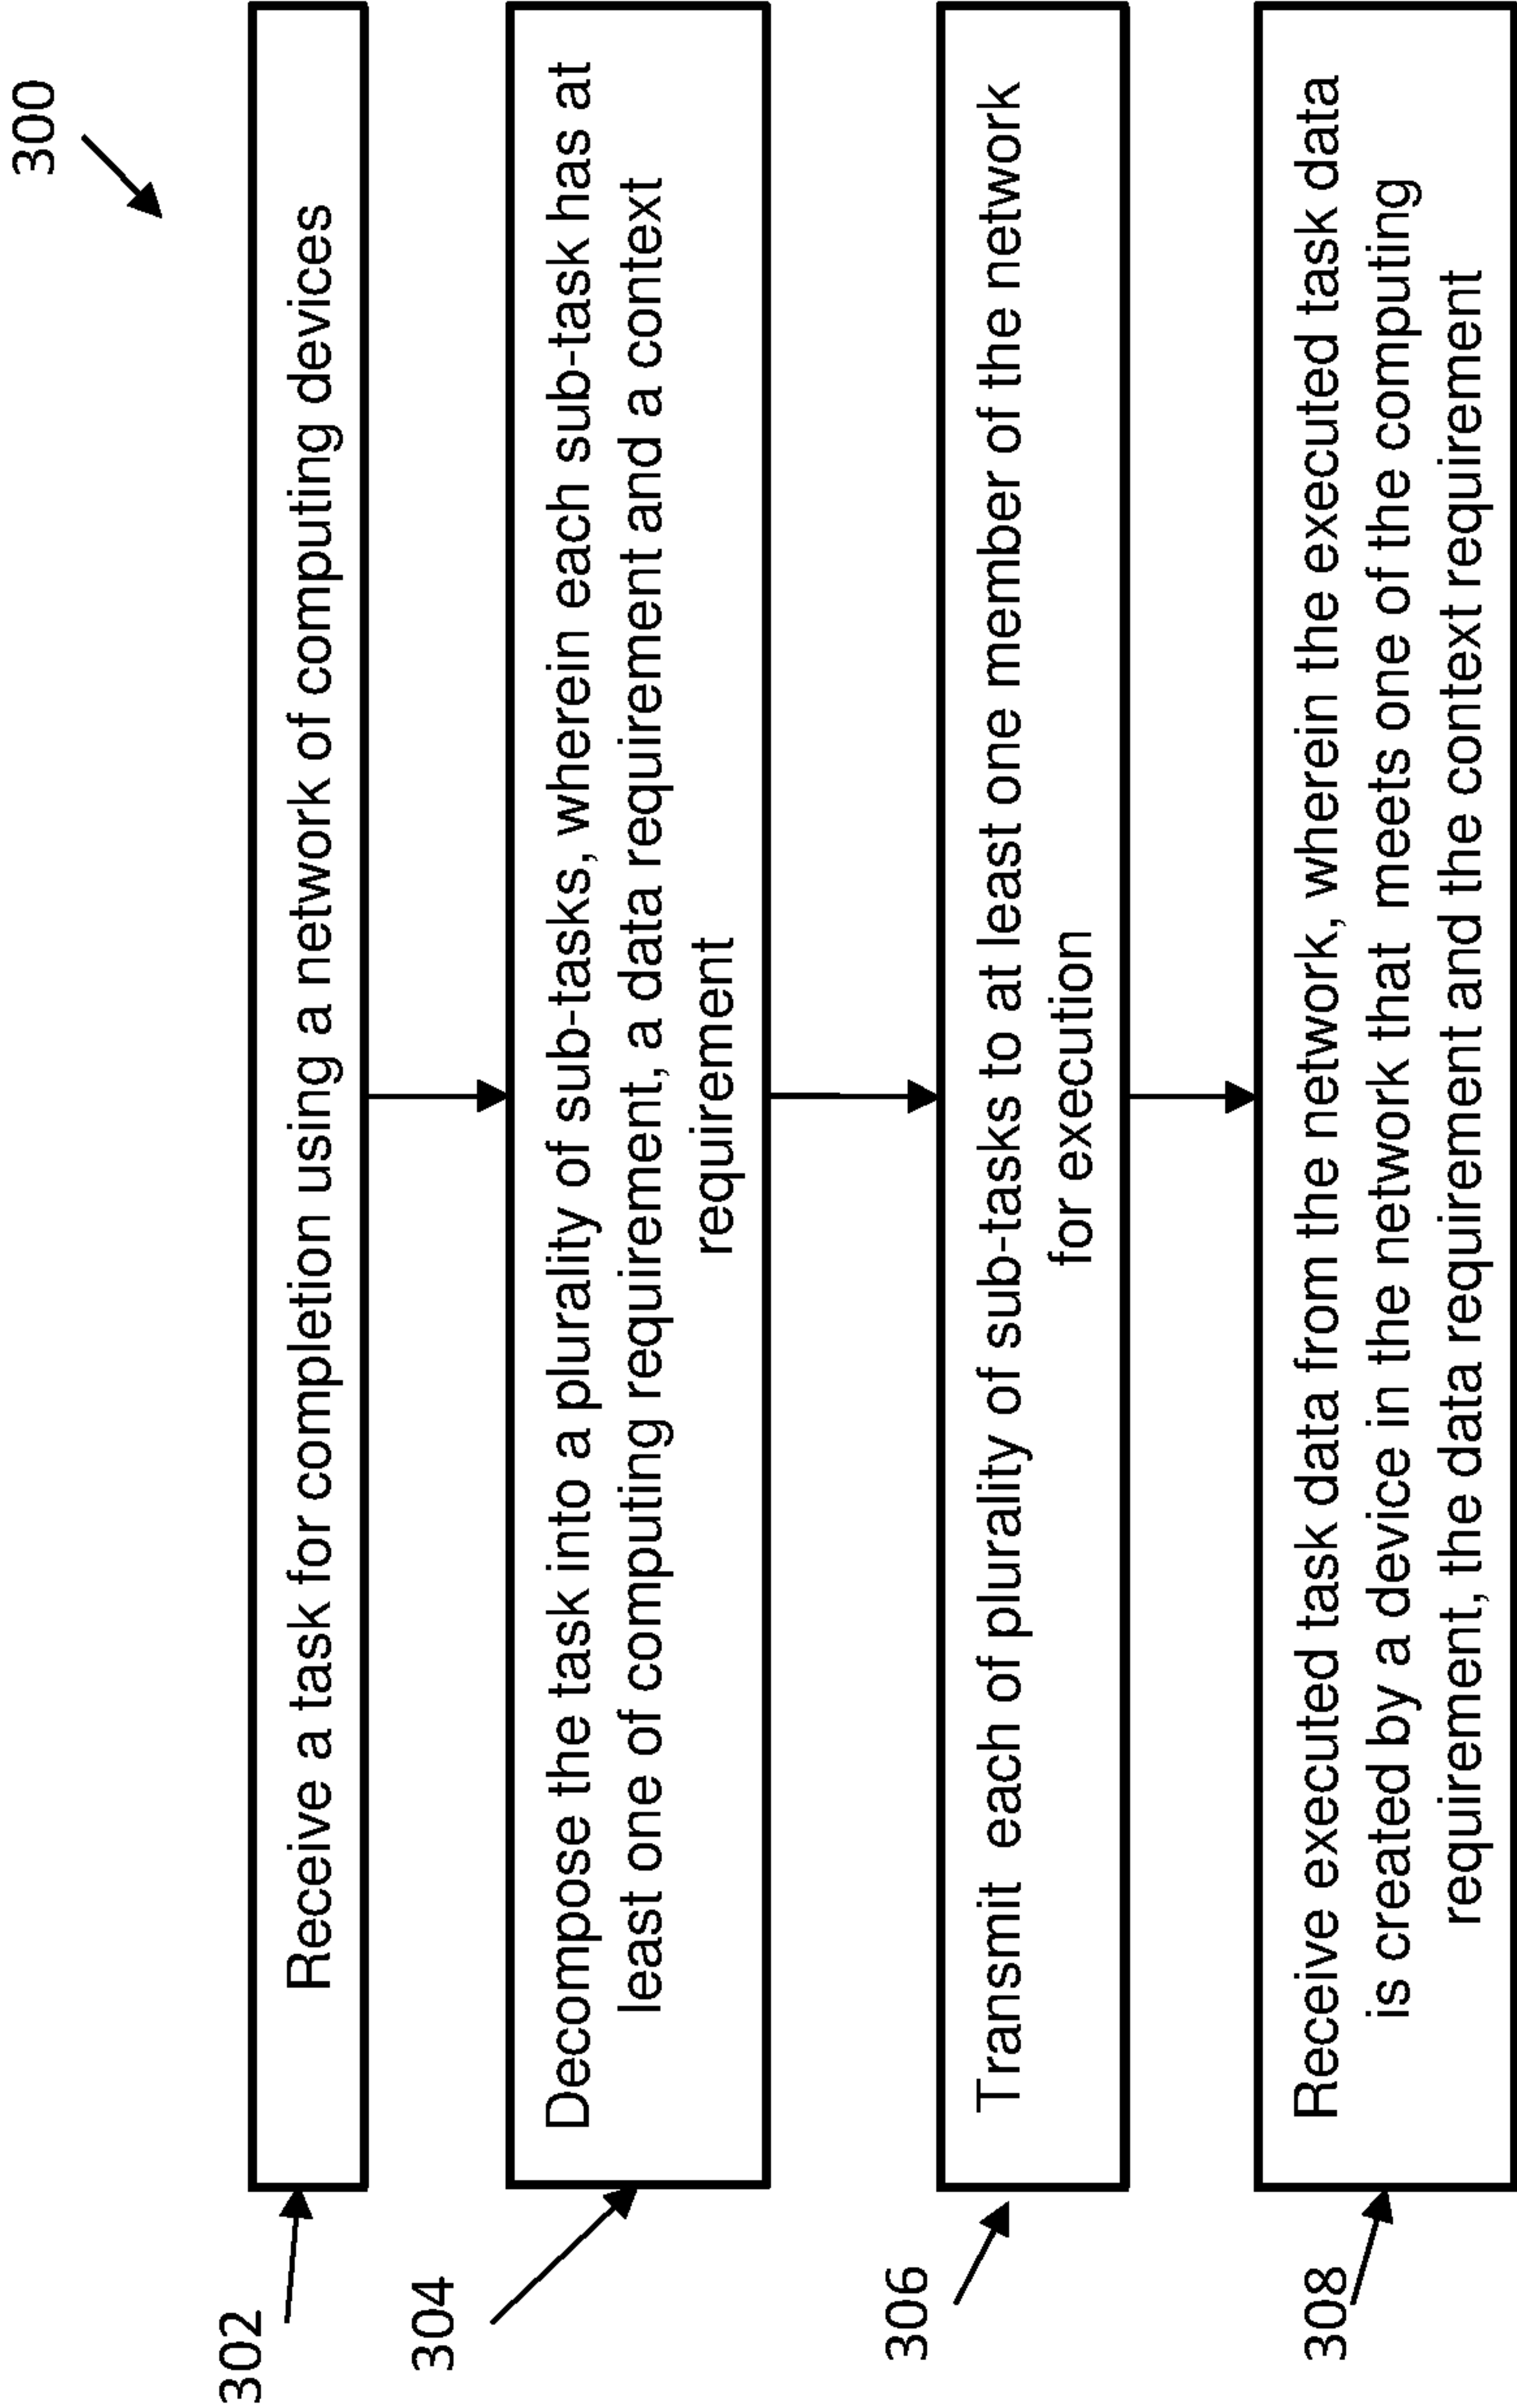 300
302
Receive a task for completion using a network of computing devices
304
Decompose the task into a plurality of sub-tasks, wherein each sub-task has at
least one of computing requirement, a data requirement and a context
requirement
306
Transmit each of plurality of sub-tasks to at least one member of the network
for execution
308
Receive executed task data from the network, wherein the executed task data
is created by a device in the network that meets one of the computing
requirement, the data requirement and the context requirement